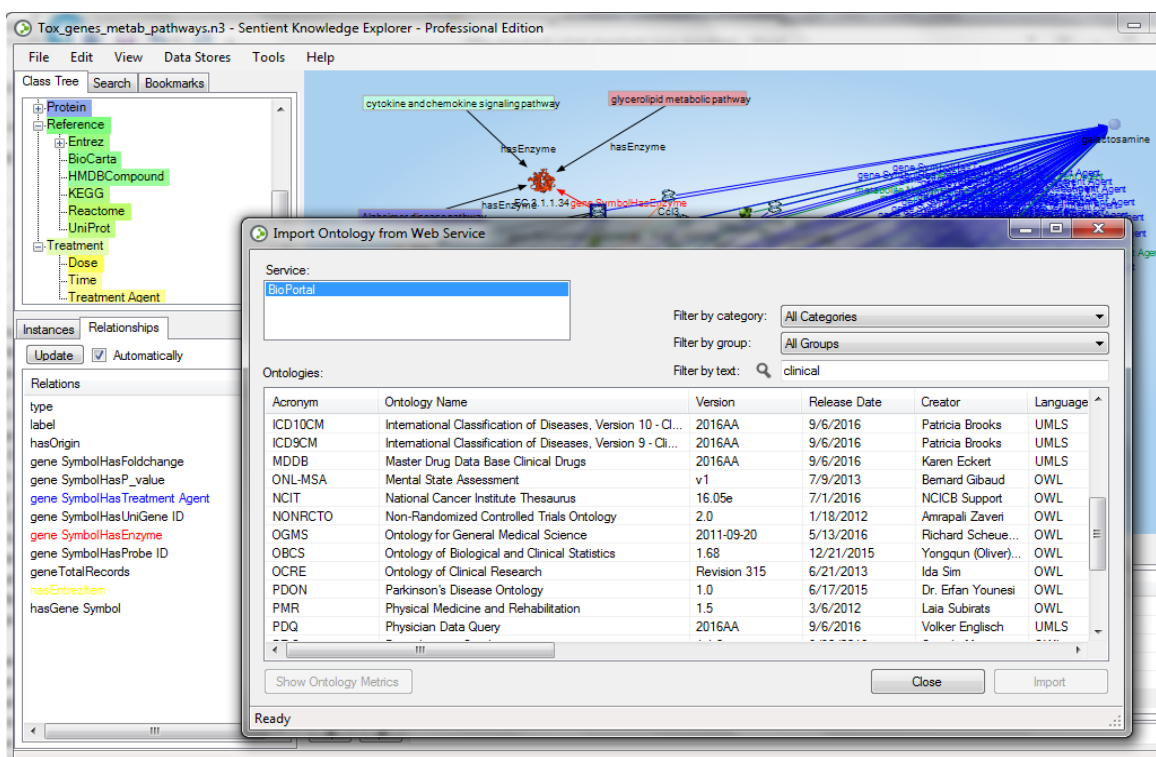 Tox_genes_metab_pathways.n3 - Sentient Knowledge Explorer - Professional Edition
File Edit View Data Stores Tools Help
Class Tree Search Bookmarks
Protein
Reference
Entrez
BioCarta
HMDBCompound
KEGG
Reactome
UniProt
Treatment
Dose
Time
Treatment Agent
cytokine and chemokine signaling pathway
glycerolipid metabolic pathway
hasEnzyme
hasEnzyme
gene SymbolHasEnzyme
Ccl3
Instances Relationships
Update Automatically
Relations
type
label
hasOrigin
gene SymbolHasFoldchange
gene SymbolHasP_value
gene SymbolHasTreatment Agent
gene SymbolHasUniGene ID
gene SymbolHasEnzyme
gene SymbolHasProbe ID
geneTotalRecords
hasEntrezItem
hasGene Symbol
Import Ontology from Web Service
Service:
BioPortal
Filter by category: All Categories
Filter by group: All Groups
Filter by text: clinical
Ontologies:
Acronym Ontology Name Version Release Date Creator Language
ICD10CM International Classification of Diseases, Version 10 - Cl... 2016AA 9/6/2016 Patricia Brooks UMLS
ICD9CM International Classification of Diseases, Version 9 - Cli... 2016AA 9/6/2016 Patricia Brooks UMLS
MDDB Master Drug Data Base Clinical Drugs 2016AA 9/6/2016 Karen Eckert UMLS
ONL-MSA Mental State Assessment v1 7/9/2013 Bernard Gibaud OWL
NCIT National Cancer Institute Thesaurus 16.05e 7/1/2016 NCICB Support OWL
NONRCTO Non-Randomized Controlled Trials Ontology 2.0 1/18/2012 Amrapali Zaveri OWL
OGMS Ontology for General Medical Science 2011-09-20 5/13/2016 Richard Scheue... OWL
OBCS Ontology of Biological and Clinical Statistics 1.68 12/21/2015 Yongqun (Oliver)... OWL
OCRE Ontology of Clinical Research Revision 315 6/21/2013 Ida Sim OWL
PDON Parkinson's Disease Ontology 1.0 6/17/2015 Dr. Erfan Younesi OWL
PMR Physical Medicine and Rehabilitation 1.5 3/6/2012 Laia Subirats OWL
PDQ Physician Data Query 2016AA 9/6/2016 Volker Englisch UMLS
Show Ontology Metrics Close Import
Ready